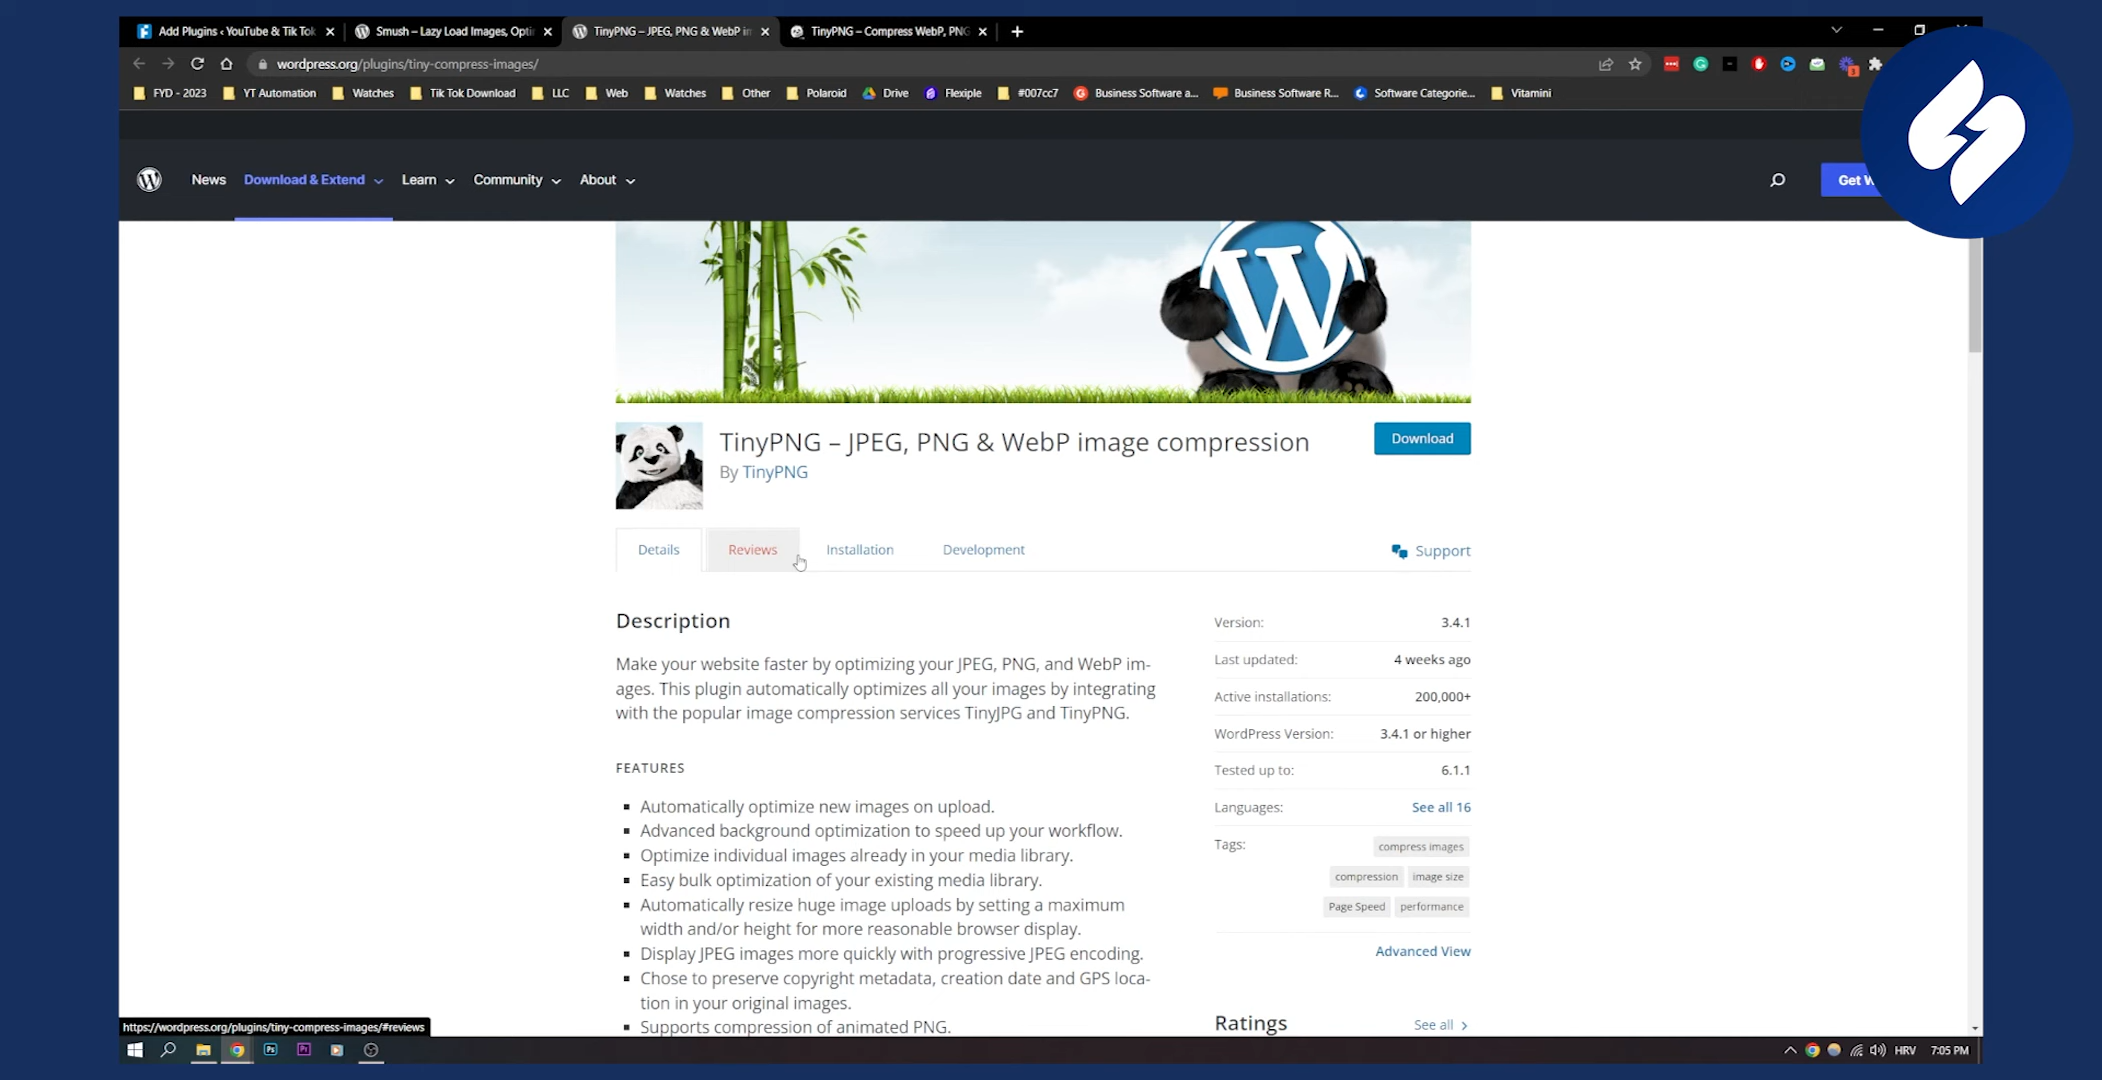 Add Plugins ‹ YouTube & Tik Tok
Smush – Lazy Load Images, Opti
TinyPNG – JPEG, PNG & WebP in
TinyPNG – Compress WebP, PNG
wordpress.org/plugins/tiny-compress-images/
FYD - 2023
YT Automation
Watches
Tik Tok Download
LLC
Web
Watches
Other
Polaroid
Drive
Flexiple
#007cc7
Business Software a...
Business Software R...
Software Categorie...
Vitamini
News
Download & Extend
Learn
Community
About
Get W
TinyPNG – JPEG, PNG & WebP image compression
By TinyPNG
Download
Details
Reviews
Installation
Development
Support
Description
Make your website faster by optimizing your JPEG, PNG, and WebP im-
ages. This plugin automatically optimizes all your images by integrating
with the popular image compression services TinyJPG and TinyPNG.
FEATURES
Automatically optimize new images on upload.
Advanced background optimization to speed up your workflow.
Optimize individual images already in your media library.
Easy bulk optimization of your existing media library.
Automatically resize huge image uploads by setting a maximum
width and/or height for more reasonable browser display.
Display JPEG images more quickly with progressive JPEG encoding.
Chose to preserve copyright metadata, creation date and GPS loca-
tion in your original images.
Supports compression of animated PNG.
Version: 3.4.1
Last updated: 4 weeks ago
Active installations: 200,000+
WordPress Version: 3.4.1 or higher
Tested up to: 6.1.1
Languages: See all 16
Tags: compress images
compression image size
Page Speed performance
Advanced View
Ratings See all
https://wordpress.org/plugins/tiny-compress-images/#reviews
Ps
Pr
HRV
7:05 PM